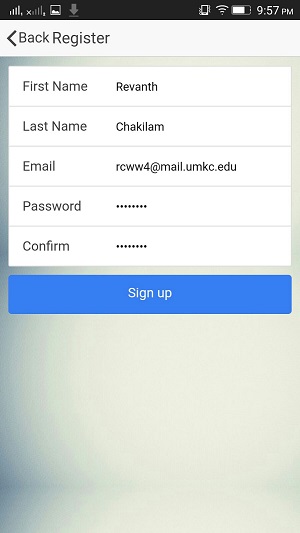 9:57 PM
Back Register
First Name Revanth
Last Name Chakilam
Email rcww4@mail.umkc.edu
Password ••••••••
Confirm ••••••••
Sign up